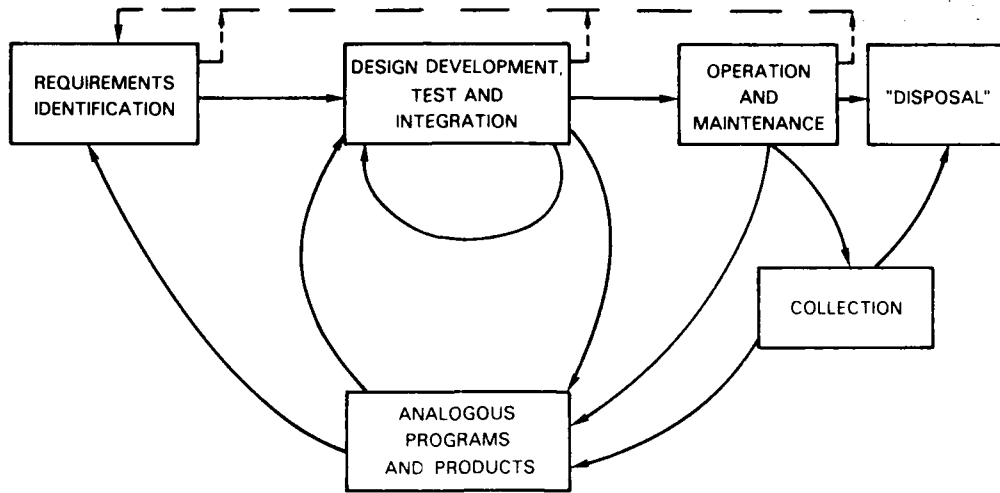 REQUIREMENTS
IDENTIFICATION
DESIGN DEVELOPMENT,
TEST AND
INTEGRATION
OPERATION
AND
MAINTENANCE
"DISPOSAL"
COLLECTION
ANALOGOUS
PROGRAMS
AND PRODUCTS